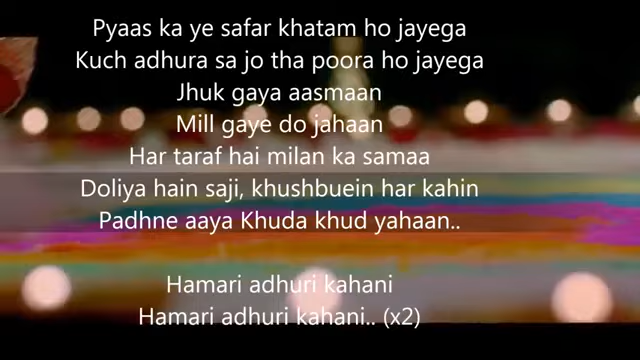 Pyaas ka ye safar khatam ho jayega
Kuch adhura sa jo tha poora ho jayega
Jhuk gaya aasmaan
Mill gaye do jahaan
Har taraf hai milan ka samaa
Doliya hain saji, khushbuein har kahin
Padhne aaya Khuda khud yahaan..
Hamari adhuri kahani
Hamari adhuri kahani.. (x2)